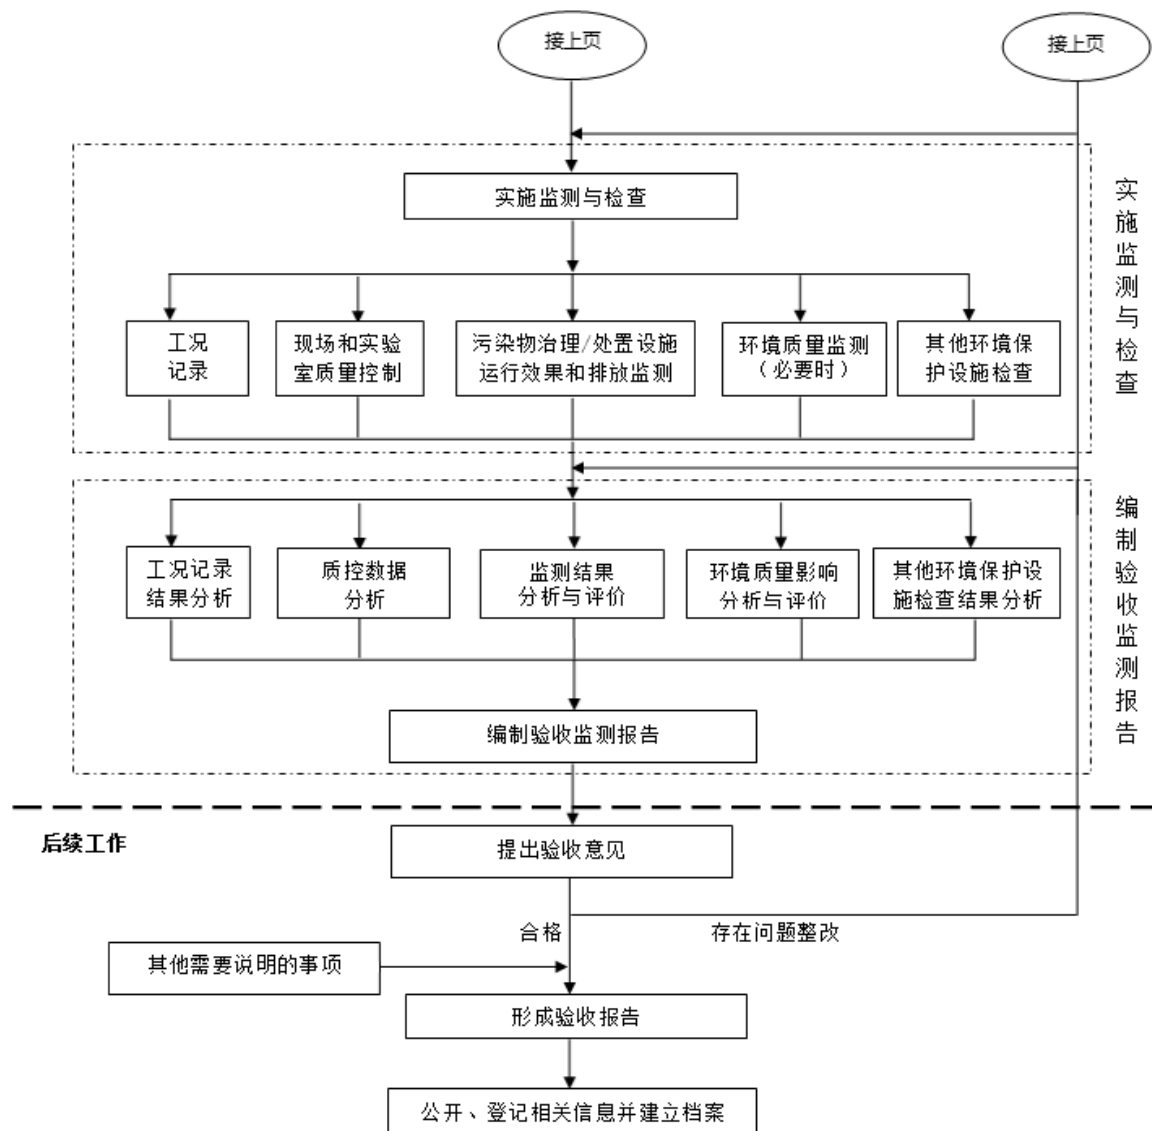 接上页
接上页
实施监测与检查
实施监测与检查
工况
记录
现场和实验
室质量控制
污染物治理/处置设施
运行效果和排放监测
环境质量监测
（必要时）
其他环境保
护设施检查
编制验收监测报告
工况记录
结果分析
质控数据
分析
监测结果
分析与评价
环境质量影响
分析与评价
其他环境保护设
施检查结果分析
编制验收监测报告
后续工作
提出验收意见
合格
存在问题整改
其他需要说明的事项
形成验收报告
公开、登记相关信息并建立档案